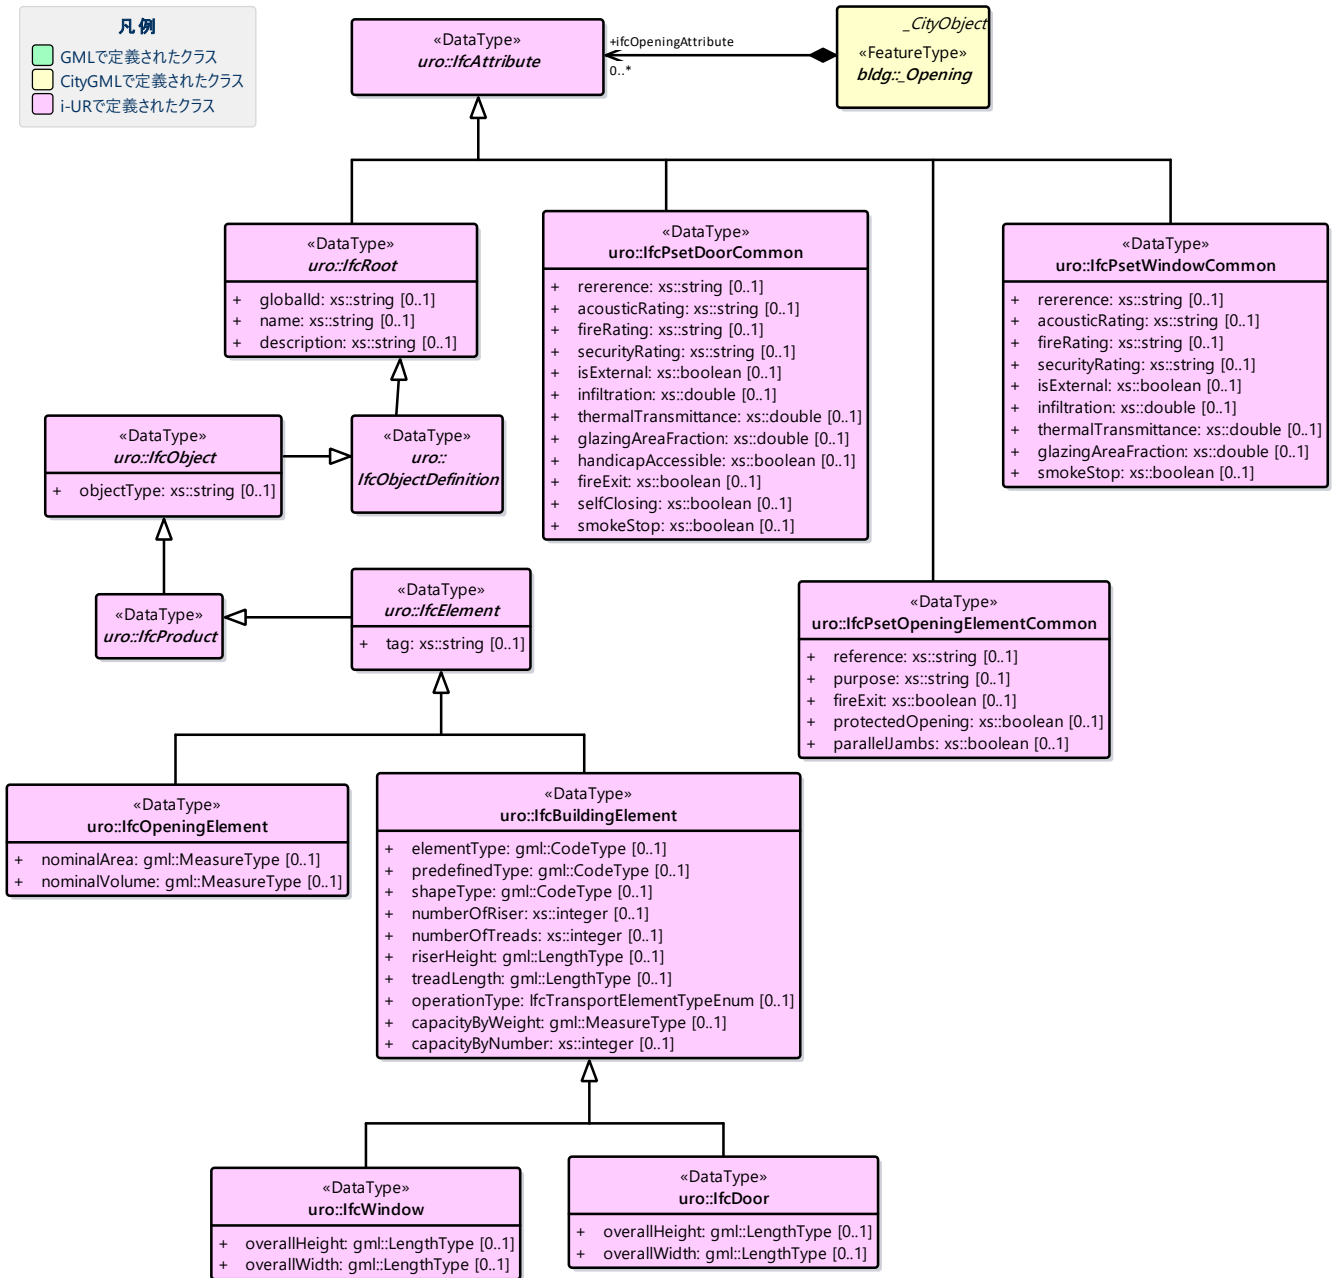 凡例
GMLで定義されたクラス
CityGMLで定義されたクラス
i-URで定義されたクラス
«DataType»
uro::IfcAttribute
+ifcOpeningAttribute
0..*
_CityObject
«FeatureType»
bldg::_Opening
«DataType»
uro::IfcRoot
+ globalId: xs::string [0..1]
+ name: xs::string [0..1]
+ description: xs::string [0..1]
«DataType»
uro::IfcPsetDoorCommon
+ rererence: xs::string [0..1]
+ acousticRating: xs::string [0..1]
+ fireRating: xs::string [0..1]
+ securityRating: xs::string [0..1]
+ isExternal: xs::boolean [0..1]
+ infiltration: xs::double [0..1]
+ thermalTransmittance: xs::double [0..1]
+ glazingAreaFraction: xs::double [0..1]
+ handicapAccessible: xs::boolean [0..1]
+ fireExit: xs::boolean [0..1]
+ selfClosing: xs::boolean [0..1]
+ smokeStop: xs::boolean [0..1]
«DataType»
uro::IfcPsetWindowCommon
+ rererence: xs::string [0..1]
+ acousticRating: xs::string [0..1]
+ fireRating: xs::string [0..1]
+ securityRating: xs::string [0..1]
+ isExternal: xs::boolean [0..1]
+ infiltration: xs::double [0..1]
+ thermalTransmittance: xs::double [0..1]
+ glazingAreaFraction: xs::double [0..1]
+ smokeStop: xs::boolean [0..1]
«DataType»
uro::IfcObject
+ objectType: xs::string [0..1]
«DataType»
uro::
IfcObjectDefinition
«DataType»
uro::IfcProduct
«DataType»
uro::IfcElement
+ tag: xs::string [0..1]
«DataType»
uro::IfcPsetOpeningElementCommon
+ reference: xs::string [0..1]
+ purpose: xs::string [0..1]
+ fireExit: xs::boolean [0..1]
+ protectedOpening: xs::boolean [0..1]
+ parallelJambs: xs::boolean [0..1]
«DataType»
uro::IfcOpeningElement
+ nominalArea: gml::MeasureType [0..1]
+ nominalVolume: gml::MeasureType [0..1]
«DataType»
uro::IfcBuildingElement
+ elementType: gml::CodeType [0..1]
+ predefinedType: gml::CodeType [0..1]
+ shapeType: gml::CodeType [0..1]
+ numberOfRiser: xs::integer [0..1]
+ numberOfTreads: xs::integer [0..1]
+ riserHeight: gml::LengthType [0..1]
+ treadLength: gml::LengthType [0..1]
+ operationType: IfcTransportElementTypeEnum [0..1]
+ capacityByWeight: gml::MeasureType [0..1]
+ capacityByNumber: xs::integer [0..1]
«DataType»
uro::IfcWindow
+ overallHeight: gml::LengthType [0..1]
+ overallWidth: gml::LengthType [0..1]
«DataType»
uro::IfcDoor
+ overallHeight: gml::LengthType [0..1]
+ overallWidth: gml::LengthType [0..1]